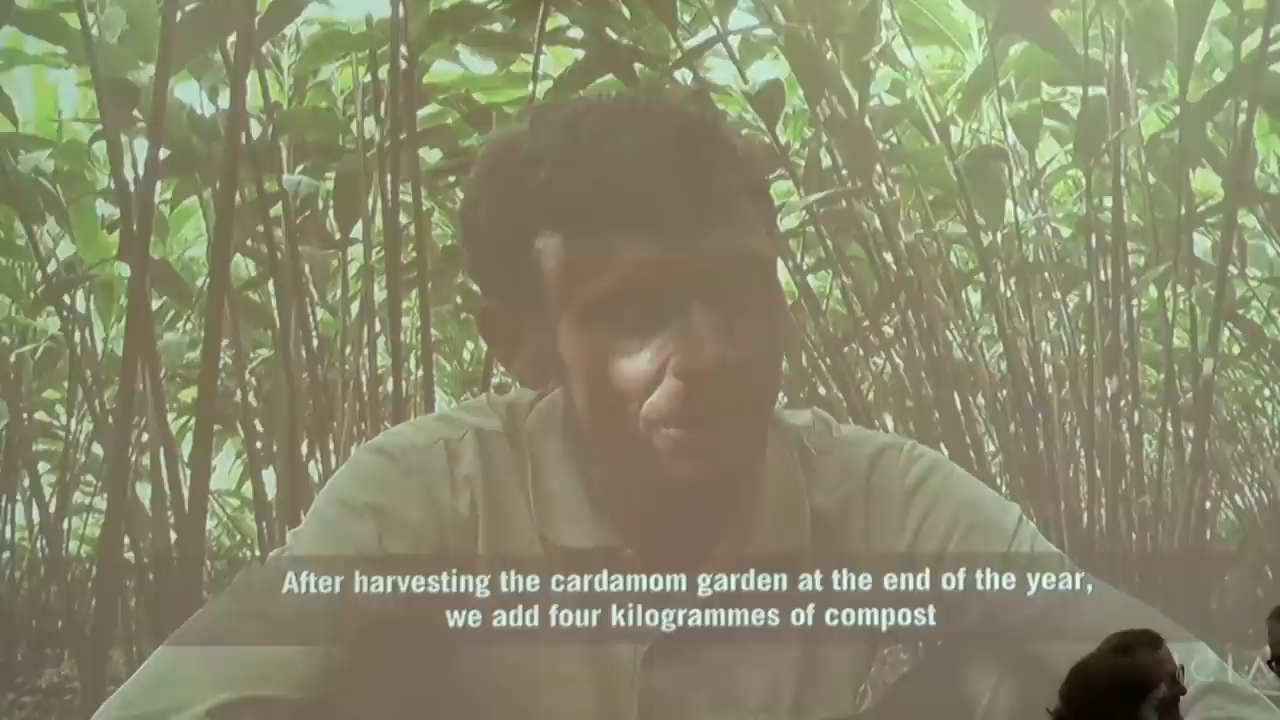 After harvesting the cardamom garden at the end of the year,
we add four kilogrammes of compost